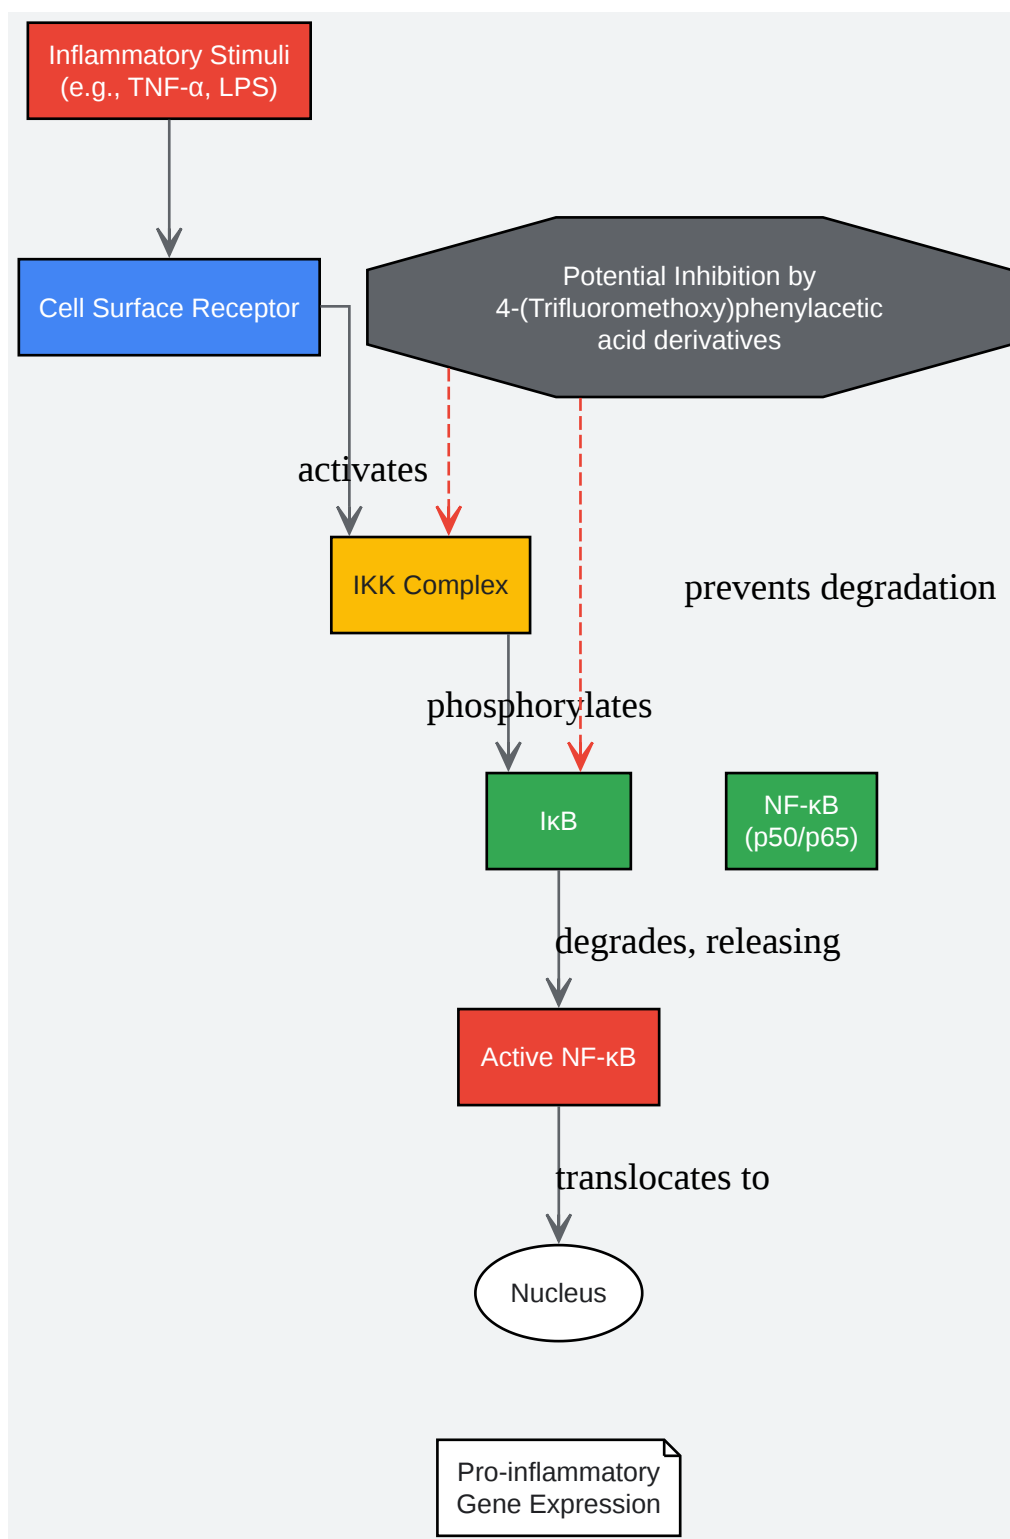 Inflammatory Stimuli
(e.g., TNF-α, LPS)
Cell Surface Receptor
Potential Inhibition by
4-(Trifluoromethoxy)phenylacetic
acid derivatives
activates
IKK Complex
prevents degradation
phosphorylates
IκB
NF-κB
(p50/p65)
degrades, releasing
Active NF-κB
translocates to
Nucleus
Pro-inflammatory
Gene Expression